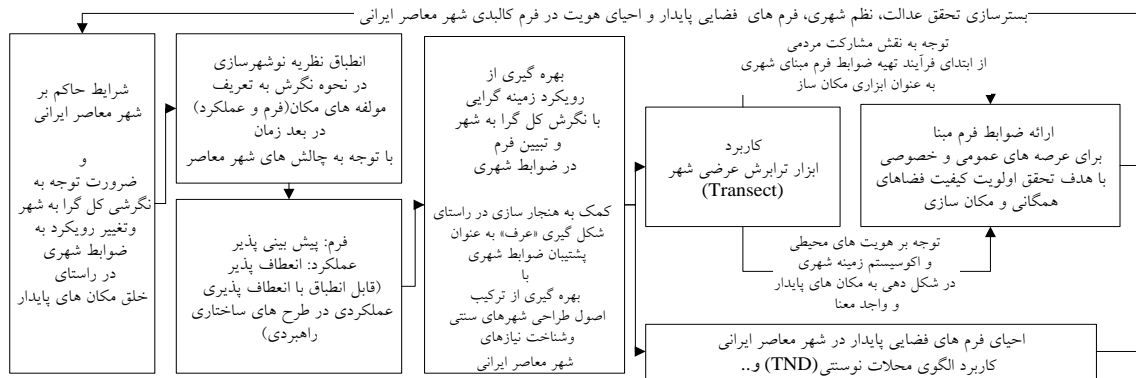 بسترسازی تحقق عدالت، نظم شهری، فرم های فضایی پایدار و احیای هویت در فرم کالبدی شهر معاصر ایرانی
شرایط حاکم بر
شهر معاصر ایرانی
و
ضرورت توجه به
نگرشی کل گرا به شهر
وتغییر رویکرد به
ضوابط شهری
در راستای
خلق مکان های پایدار
انطباق نظریه نوشهرسازی
در نحوه نگرش به تعریف
مولفه های مکان(فرم و عملکرد)
در بعد زمان
با توجه به چالش های شهر معاصر
فرم: پیش بینی پذیر
عملکرد: انعطاف پذیر
(قابل انطباق با انعطاف پذیری
عملکردی در طرح های ساختاری
راهبردی)
بهره گیری از
رویکرد زمینه گرایی
با نگرش کل گرا به شهر
و تبیین فرم
در ضوابط شهری
کمک به هنجار سازی در راستای
شکل گیری «عرف» به عنوان
پشتیبان ضوابط شهری
با
بهره گیری از ترکیب
اصول طراحی شهرهای سنتی
وشناخت نیازهای
شهر معاصر ایرانی
توجه به نقش مشارکت مردمی
از ابتدای فرآیند تهیه ضوابط فرم مبنای شهری
به عنوان ابزاری مکان ساز
کاربرد
ابزار ترابرش عرضی شهر
(Transect)
ارائه ضوابط فرم مبنا
برای عرصه های عمومی و خصوصی
با هدف تحقق اولویت کیفیت فضاهای
همگانی و مکان سازی
توجه بر هویت های محیطی
و اکوسیستم زمینه شهری
در شکل دهی به مکان های پایدار
و واجد معنا
احیای فرم های فضایی پایدار در شهر معاصر ایرانی
کاربرد الگوی محلات نوسنتی(TND) و..